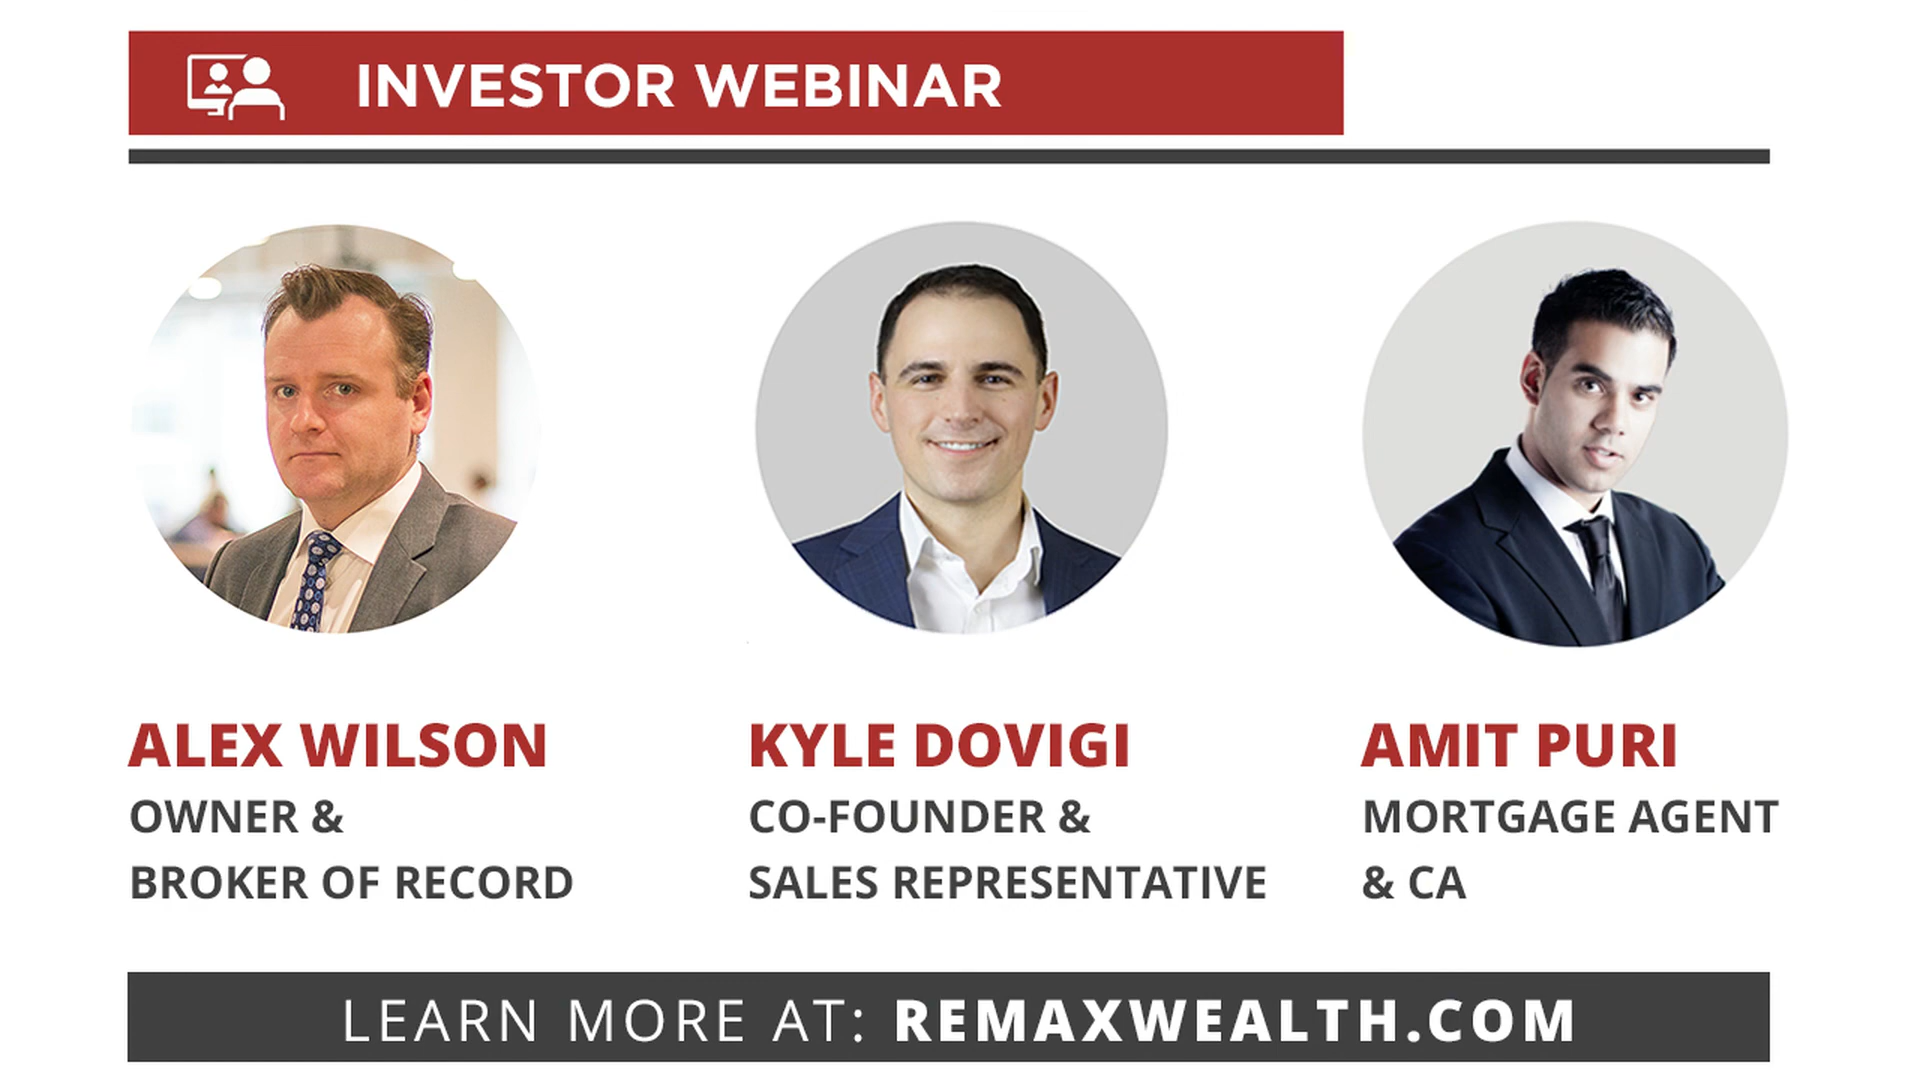 INVESTOR WEBINAR
ALEX WILSON
OWNER &
BROKER OF RECORD
KYLE DOVIGI
CO-FOUNDER &
SALES REPRESENTATIVE
AMIT PURI
MORTGAGE AGENT
& CA
LEARN MORE AT: REMAXWEALTH.COM